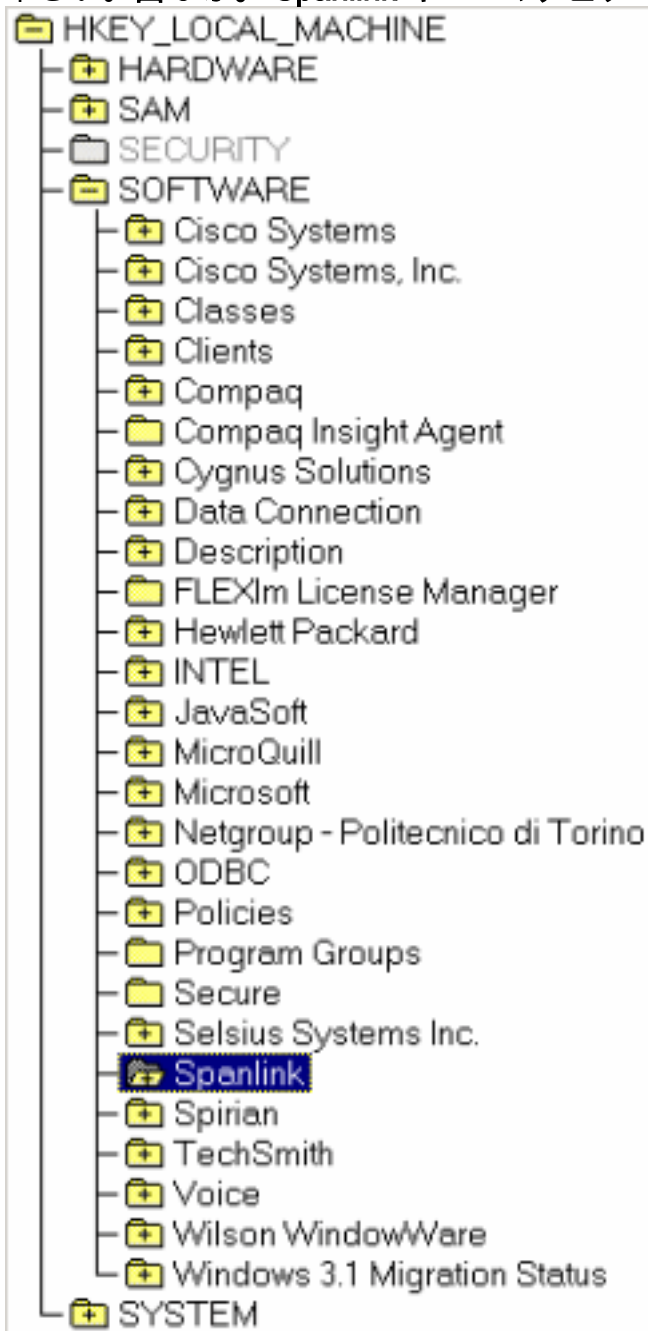 Spanlink
HKEY_LOCAL_MACHINE
HARDWARE
SAM
SECURITY
SOFTWARE
Cisco Systems
Cisco Systems, Inc.
Classes
Clients
Compaq
Compaq Insight Agent
Cygnus Solutions
Data Connection
Description
FLEXlm License Manager
Hewlett Packard
INTEL
JavaSoft
MicroQuill
Microsoft
Netgroup - Politecnico di Torino
ODBC
Policies
Program Groups
Secure
Selsius Systems Inc.
Spanlink
Spirian
TechSmith
Voice
Wilson WindowWare
Windows 3.1 Migration Status
SYSTEM